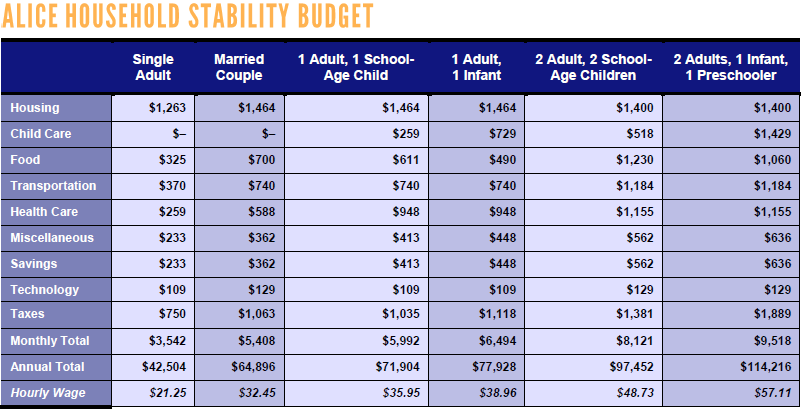 ALICE HOUSEHOLD STABILITY BUDGET
Single Adult | Married Couple | 1 Adult, 1 School-Age Child | 1 Adult, 1 Infant | 2 Adult, 2 School-Age Children | 2 Adults, 1 Infant, 1 Preschooler
Housing $1,263 $1,464 $1,464 $1,464 $1,400 $1,400
Child Care $– $– $259 $729 $518 $1,429
Food $325 $700 $611 $490 $1,230 $1,060
Transportation $370 $740 $740 $740 $1,184 $1,184
Health Care $259 $588 $948 $948 $1,155 $1,155
Miscellaneous $233 $362 $413 $448 $562 $636
Savings $233 $362 $413 $448 $562 $636
Technology $109 $129 $109 $109 $129 $129
Taxes $750 $1,063 $1,035 $1,118 $1,381 $1,889
Monthly Total $3,542 $5,408 $5,992 $6,494 $8,121 $9,518
Annual Total $42,504 $64,896 $71,904 $77,928 $97,452 $114,216
Hourly Wage $21.25 $32.45 $35.95 $38.96 $48.73 $57.11